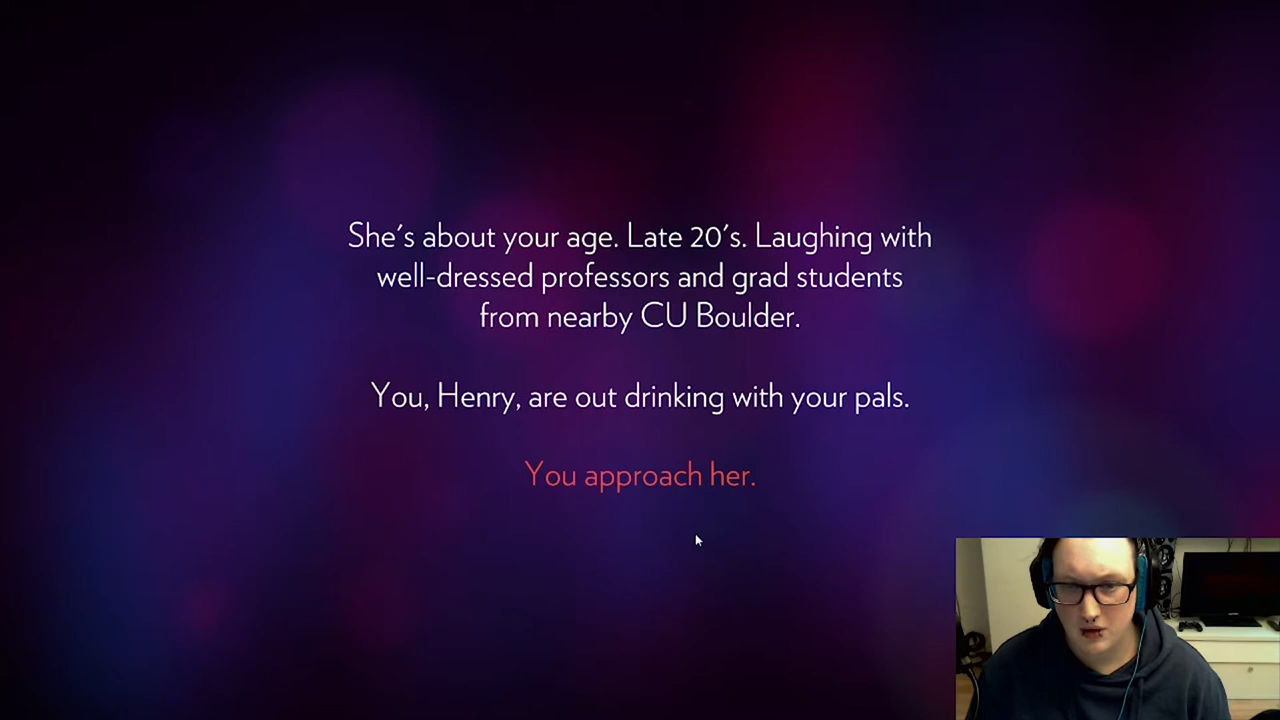 She's about your age. Late 20's. Laughing with
well-dressed professors and grad students
from nearby CU Boulder.
You, Henry, are out drinking with your pals.
You approach her.